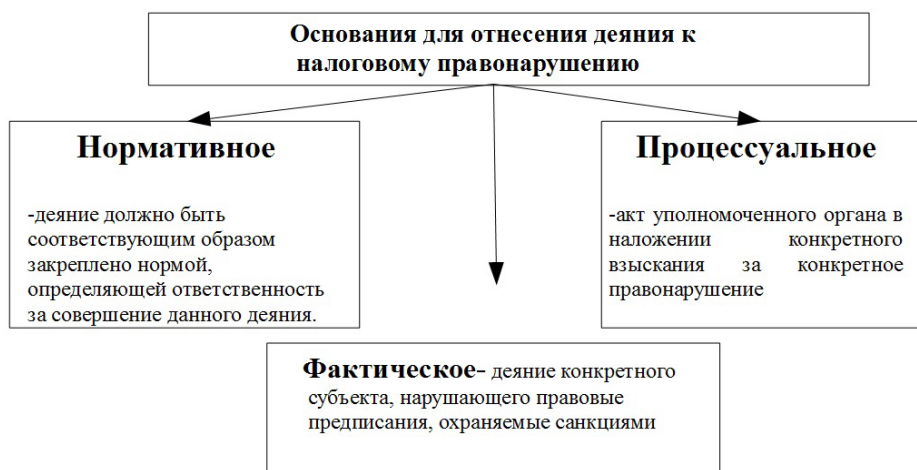 Основания для отнесения деяния к
налоговому правонарушению
Нормативное
-деяние должно быть
соответствующим образом
закреплено нормой,
определяющей ответственность
за совершение данного деяния.
Процессуальное
-акт уполномоченного органа в
наложении конкретного
взыскания за конкретное
правонарушение
Фактическое- деяние конкретного
субъекта, нарушающего правовые
предписания, охраняемые санкциями